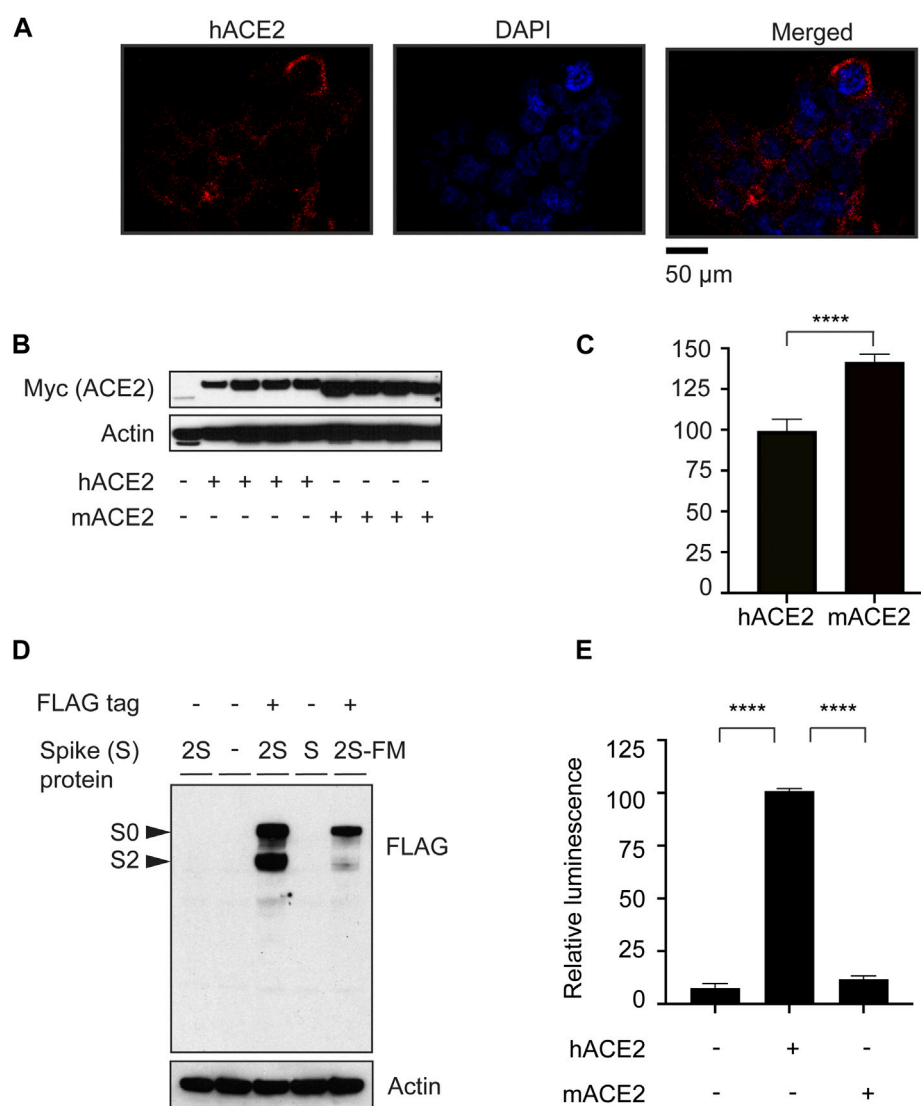 A
hACE2 DAPI Merged
50 µm
B
Myc (ACE2)
Actin
hACE2 - + + + + - - - -
mACE2 - - - - - + + + +
C
****
150
125
100
75
50
25
0
hACE2 mACE2
D
FLAG tag - - + - +
Spike (S) protein 2S - 2S S 2S-FM
S0
S2
FLAG
Actin
E
**** ****
Relative luminescence
125
100
75
50
25
0
hACE2 - + -
mACE2 - - +